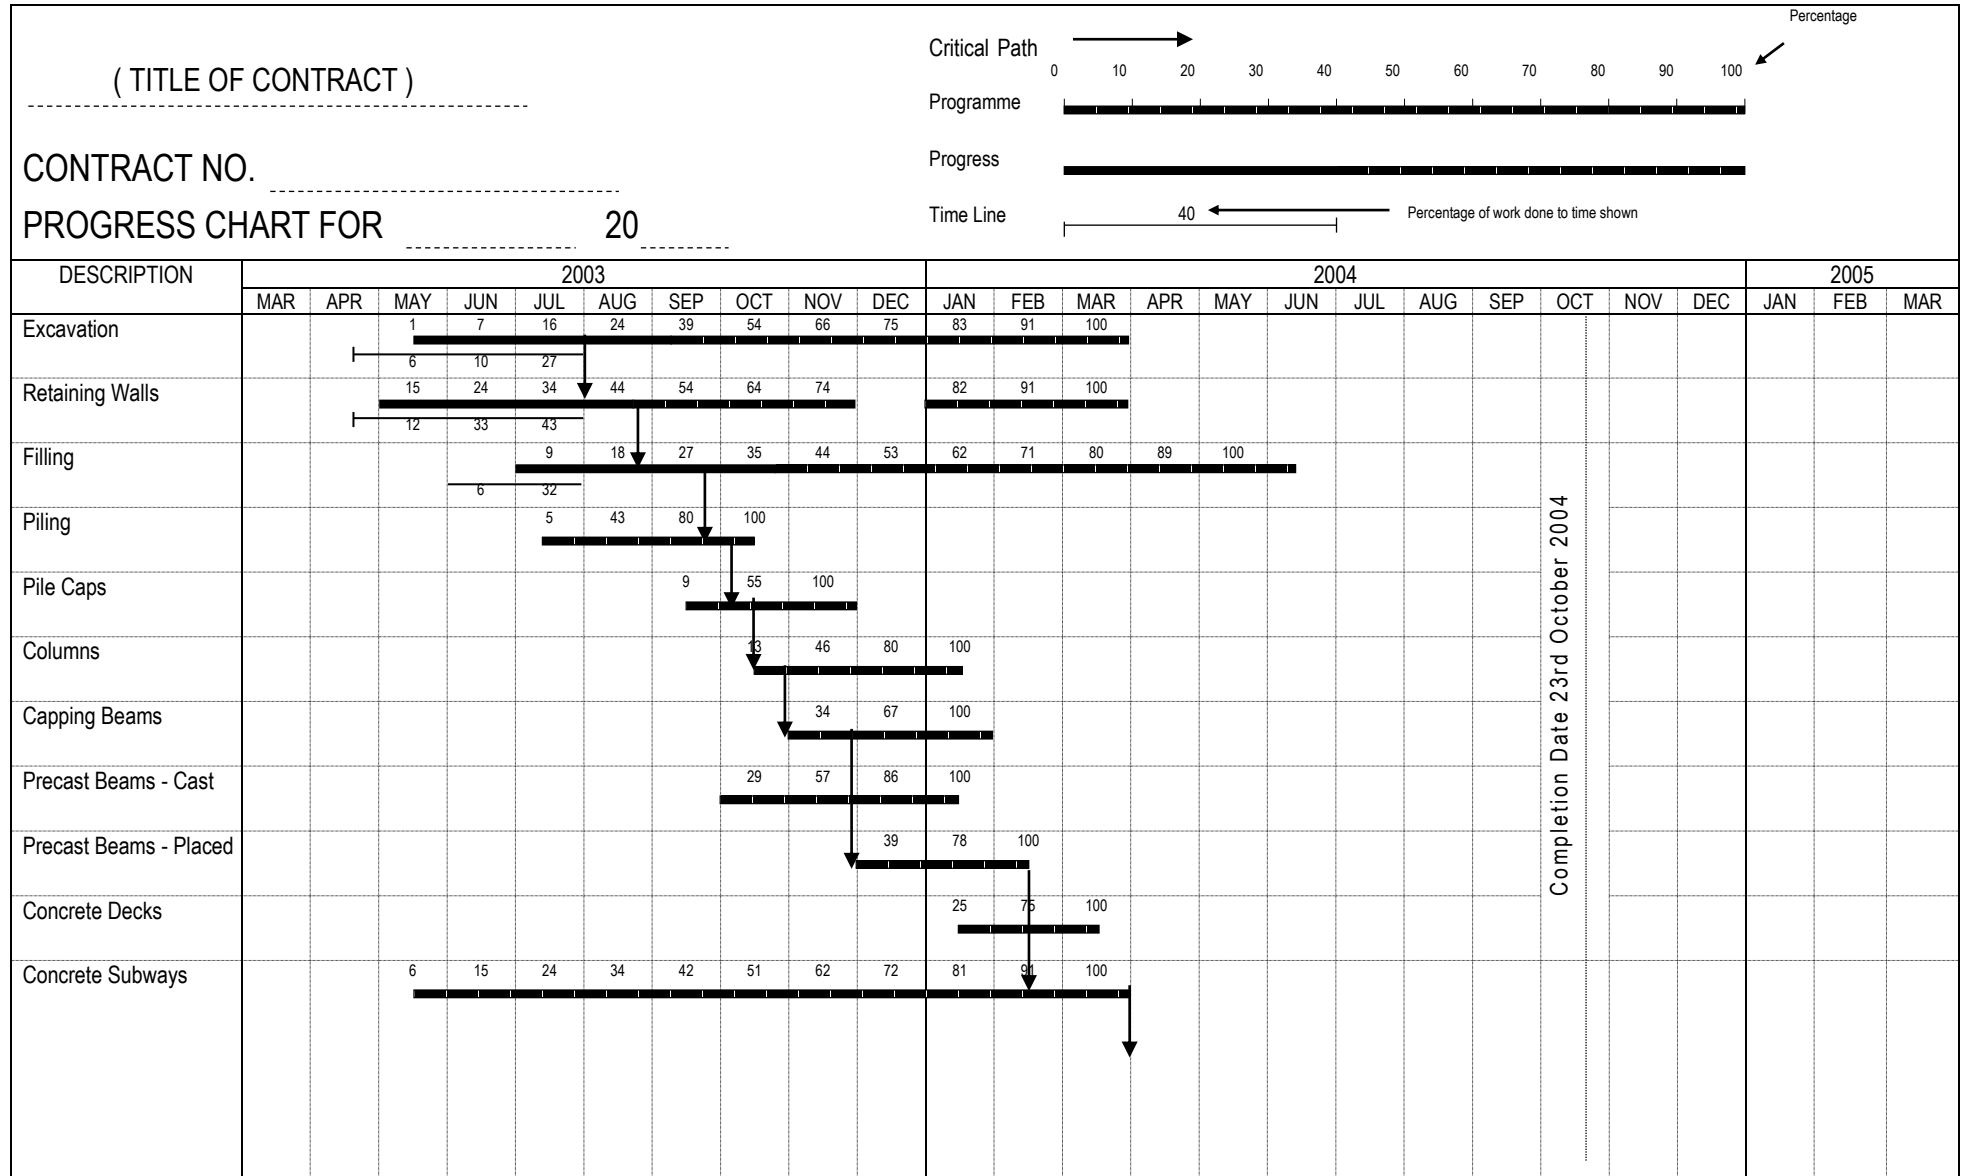 Percentage
Critical Path
0 10 20 30 40 50 60 70 80 90 100
( TITLE OF CONTRACT )
Programme
CONTRACT NO.
Progress
PROGRESS CHART FOR 20
Time Line 40 Percentage of work done to time shown
DESCRIPTION 2003 2004 2005
MAR APR MAY JUN JUL AUG SEP OCT NOV DEC JAN FEB MAR APR MAY JUN JUL AUG SEP OCT NOV DEC JAN FEB MAR
Excavation 1 7 16 24 39 54 66 75 83 91 100
6 10 27
Retaining Walls 15 24 34 44 54 64 74 82 91 100
12 33 43
Filling 9 18 27 35 44 53 62 71 80 89 100
6 32
Piling 5 43 80 100
Pile Caps 9 55 100
Columns 13 46 80 100
Capping Beams 34 67 100
Precast Beams - Cast 29 57 86 100
Precast Beams - Placed 39 78 100
Concrete Decks 25 75 100
Concrete Subways 6 15 24 34 42 51 62 72 81 91 100
Completion Date 23rd October 2004